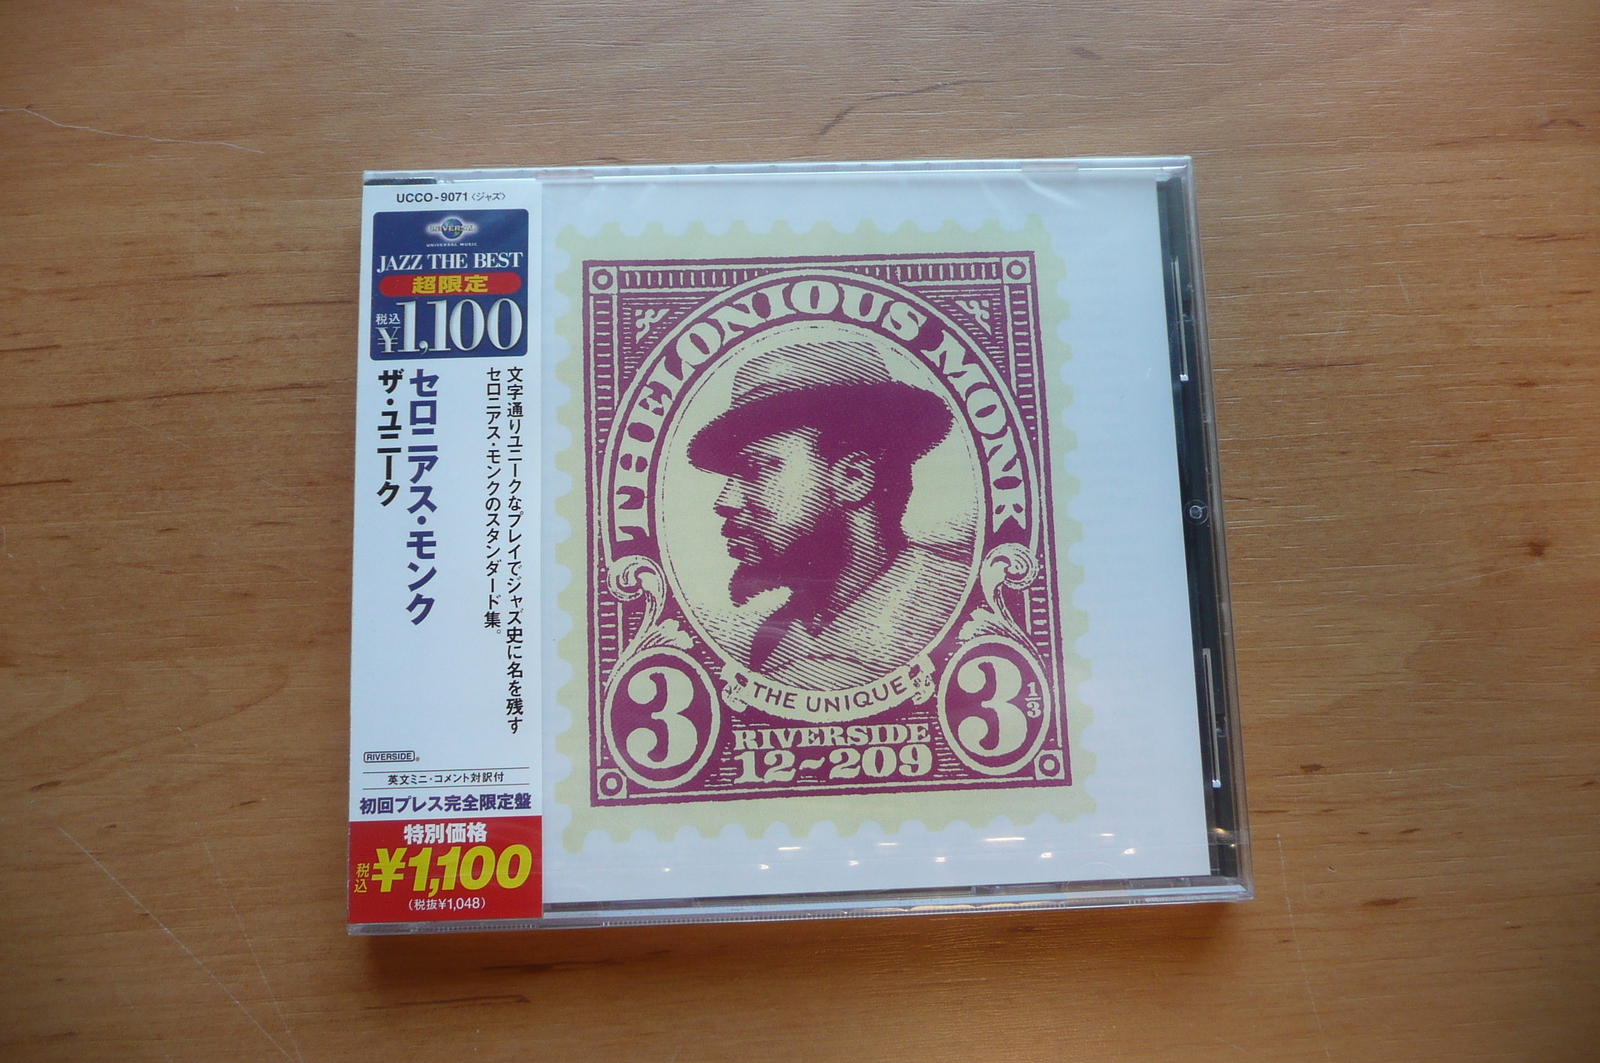 UCCO-9071〈ジャズ〉
UNIVERSAL
UNIVERSAL MUSIC
JAZZ THE BEST
超限定
税込
¥1,100
文字通りユニークなプレイでジャズ史に名を残す
セロニアス・モンクのスタンダード集。
セロニアス・モンク
ザ・ユニーク
RIVERSIDE®
英文ミニ・コメント対訳付
初回プレス完全限定盤
特別価格
税込 ¥1,100
(税抜¥1,048)
THELONIOUS MONK
THE UNIQUE
3
3 1/3
RIVERSIDE
12~209